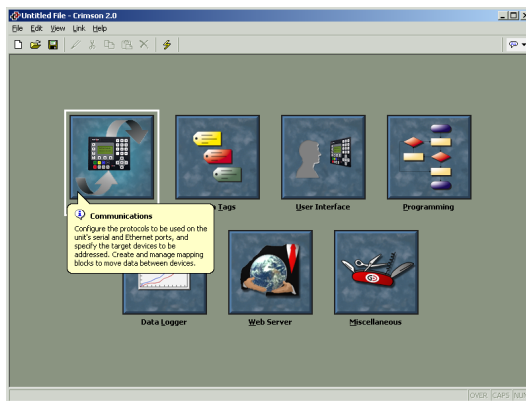 Untitled File - Crimson 2.0
File Edit View Link Help
Tags
User Interface
Programming
Communications
Configure the protocols to be used on the
unit's serial and Ethernet ports, and
specify the target devices to be
addressed. Create and manage mapping
blocks to move data between devices.
Data Logger
Web Server
Miscellaneous
OVER CAPS NUM